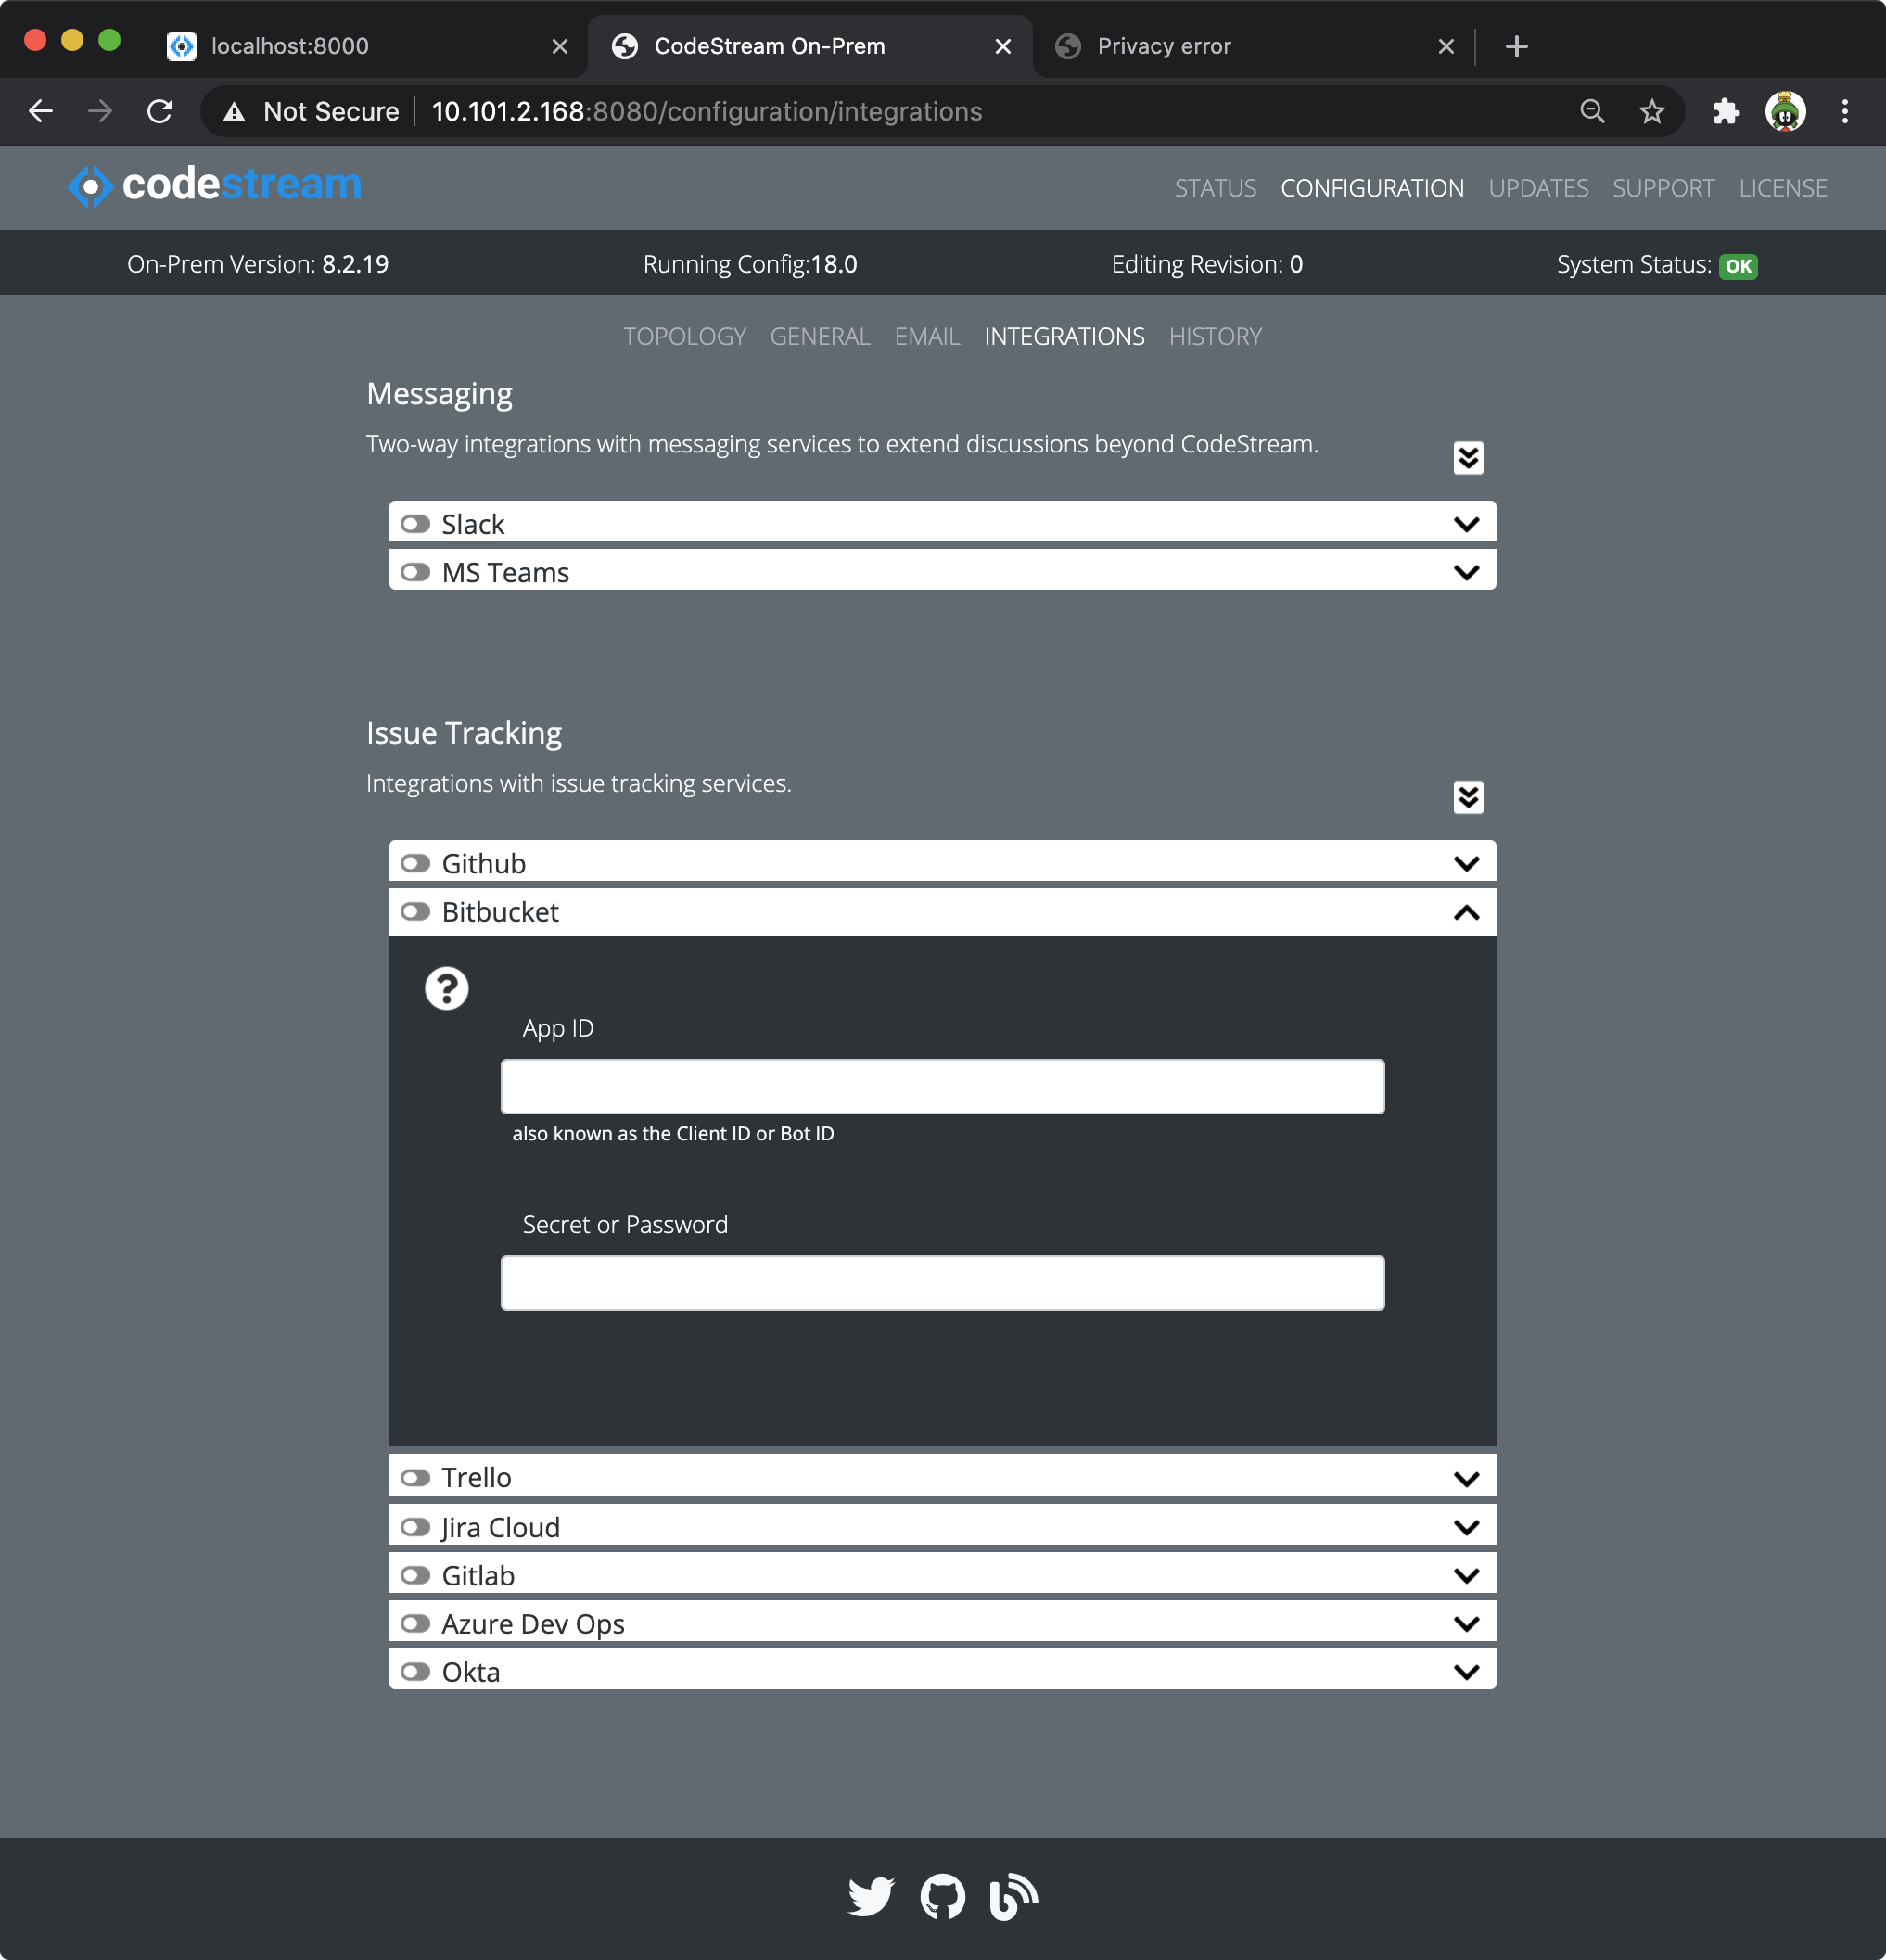 localhost:8000
CodeStream On-Prem
Privacy error
Not Secure
10.101.2.168:8080/configuration/integrations
codestream
STATUS CONFIGURATION UPDATES SUPPORT LICENSE
On-Prem Version: 8.2.19
Running Config:18.0
Editing Revision: 0
System Status: OK
TOPOLOGY GENERAL EMAIL INTEGRATIONS HISTORY
Messaging
Two-way integrations with messaging services to extend discussions beyond CodeStream.
Slack
MS Teams
Issue Tracking
Integrations with issue tracking services.
Github
Bitbucket
App ID
also known as the Client ID or Bot ID
Secret or Password
Trello
Jira Cloud
Gitlab
Azure Dev Ops
Okta